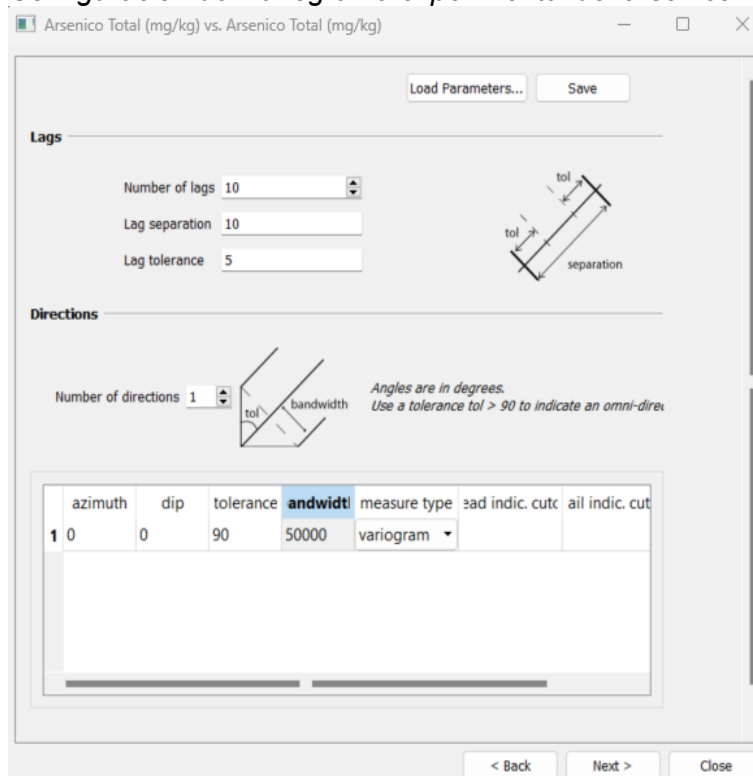 Arsenico Total (mg/kg) vs. Arsenico Total (mg/kg)
Load Parameters... Save
Lags
Number of lags 10
Lag separation 10
Lag tolerance 5
tol
tol
separation
Directions
Number of directions 1
tol
bandwidth
Angles are in degrees.
Use a tolerance tol > 90 to indicate an omni-direc
azimuth dip tolerance andwidtl measure type ead indic. cutc ail indic. cut
1 0 0 90 50000 variogram
< Back Next > Close